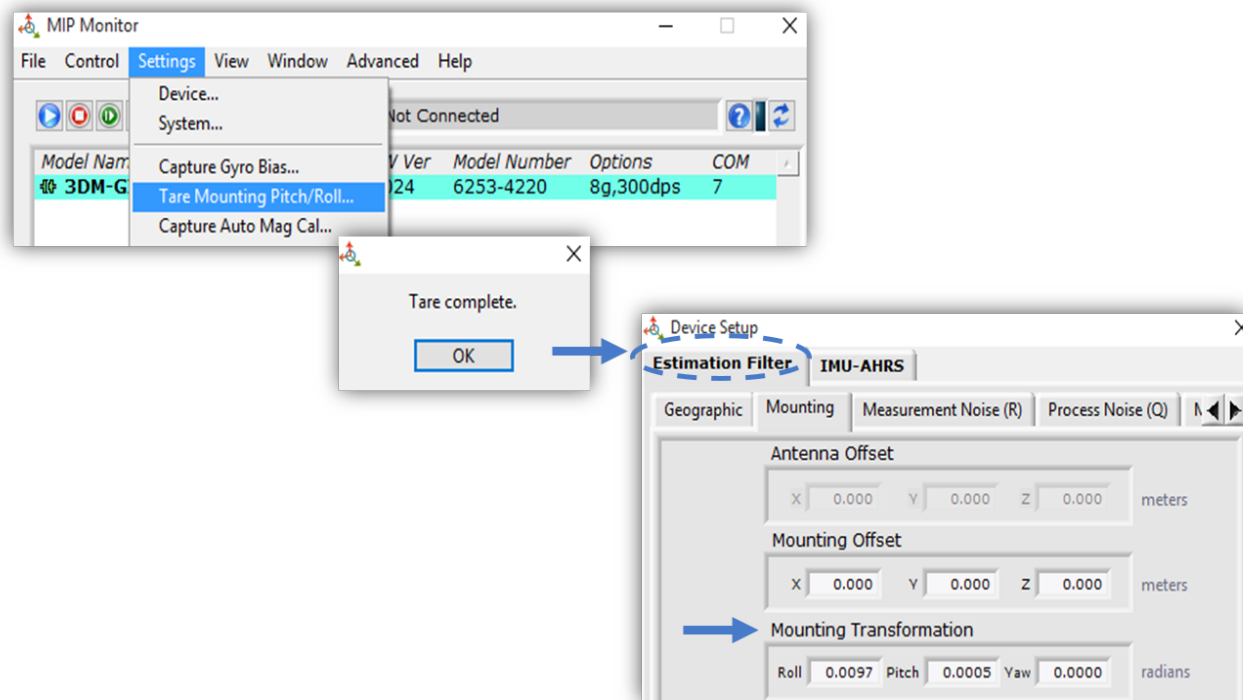 MIP Monitor
File Control Settings View Window Advanced Help
Device...
System...
Not Connected
Model Nam Ver Model Number Options COM
3DM-G 024 6253-4220 8g,300dps 7
Capture Gyro Bias...
Tare Mounting Pitch/Roll...
Capture Auto Mag Cal...
Tare complete.
OK
Device Setup
Estimation Filter IMU-AHRS
Geographic Mounting Measurement Noise (R) Process Noise (Q)
Antenna Offset
X 0.000 Y 0.000 Z 0.000 meters
Mounting Offset
X 0.000 Y 0.000 Z 0.000 meters
Mounting Transformation
Roll 0.0097 Pitch 0.0005 Yaw 0.0000 radians